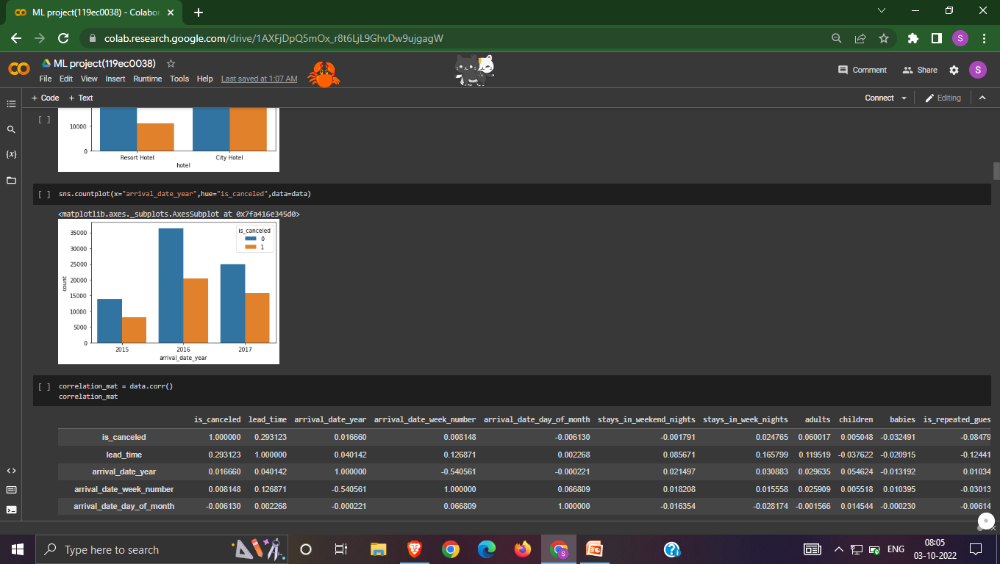 ML project(119ec0038) - Colabor
colab.research.google.com/drive/1AXFjDpQ5mOx_r8t6LjL9GhvDw9ujgagW
S
ML project(119ec0038)
File Edit View Insert Runtime Tools Help Last saved at 1:07 AM
Comment Share S
+ Code + Text
Connect Editing
[ ]
10000
0
Resort Hotel City Hotel
hotel
{x}
[ ] sns.countplot(x="arrival_date_year",hue="is_canceled",data=data)
<matplotlib.axes._subplots.AxesSubplot at 0x7fa416e345d0>
is_canceled
0
1
35000
30000
25000
20000
15000
10000
5000
0
count
2015 2016 2017
arrival_date_year
[ ] correlation_mat = data.corr()
correlation_mat
is_canceled lead_time arrival_date_year arrival_date_week_number arrival_date_day_of_month stays_in_weekend_nights stays_in_week_nights adults children babies is_repeated_gues
is_canceled 1.000000 0.293123 0.016660 0.008148 -0.006130 -0.001791 0.024765 0.060017 0.005048 -0.032491 -0.08479
lead_time 0.293123 1.000000 0.040142 0.126871 0.002268 0.085671 0.165799 0.119519 -0.037622 -0.020915 -0.12441
arrival_date_year 0.016660 0.040142 1.000000 -0.540561 -0.000221 0.021497 0.030883 0.029635 0.054624 -0.013192 0.01034
arrival_date_week_number 0.008148 0.126871 -0.540561 1.000000 0.066809 0.018208 0.015558 0.025909 0.005518 0.010395 -0.03013
arrival_date_day_of_month -0.006130 0.002268 -0.000221 0.066809 1.000000 -0.016354 -0.028174 -0.001566 0.014544 -0.000230 -0.00614
Type here to search
ENG
08:05
03-10-2022